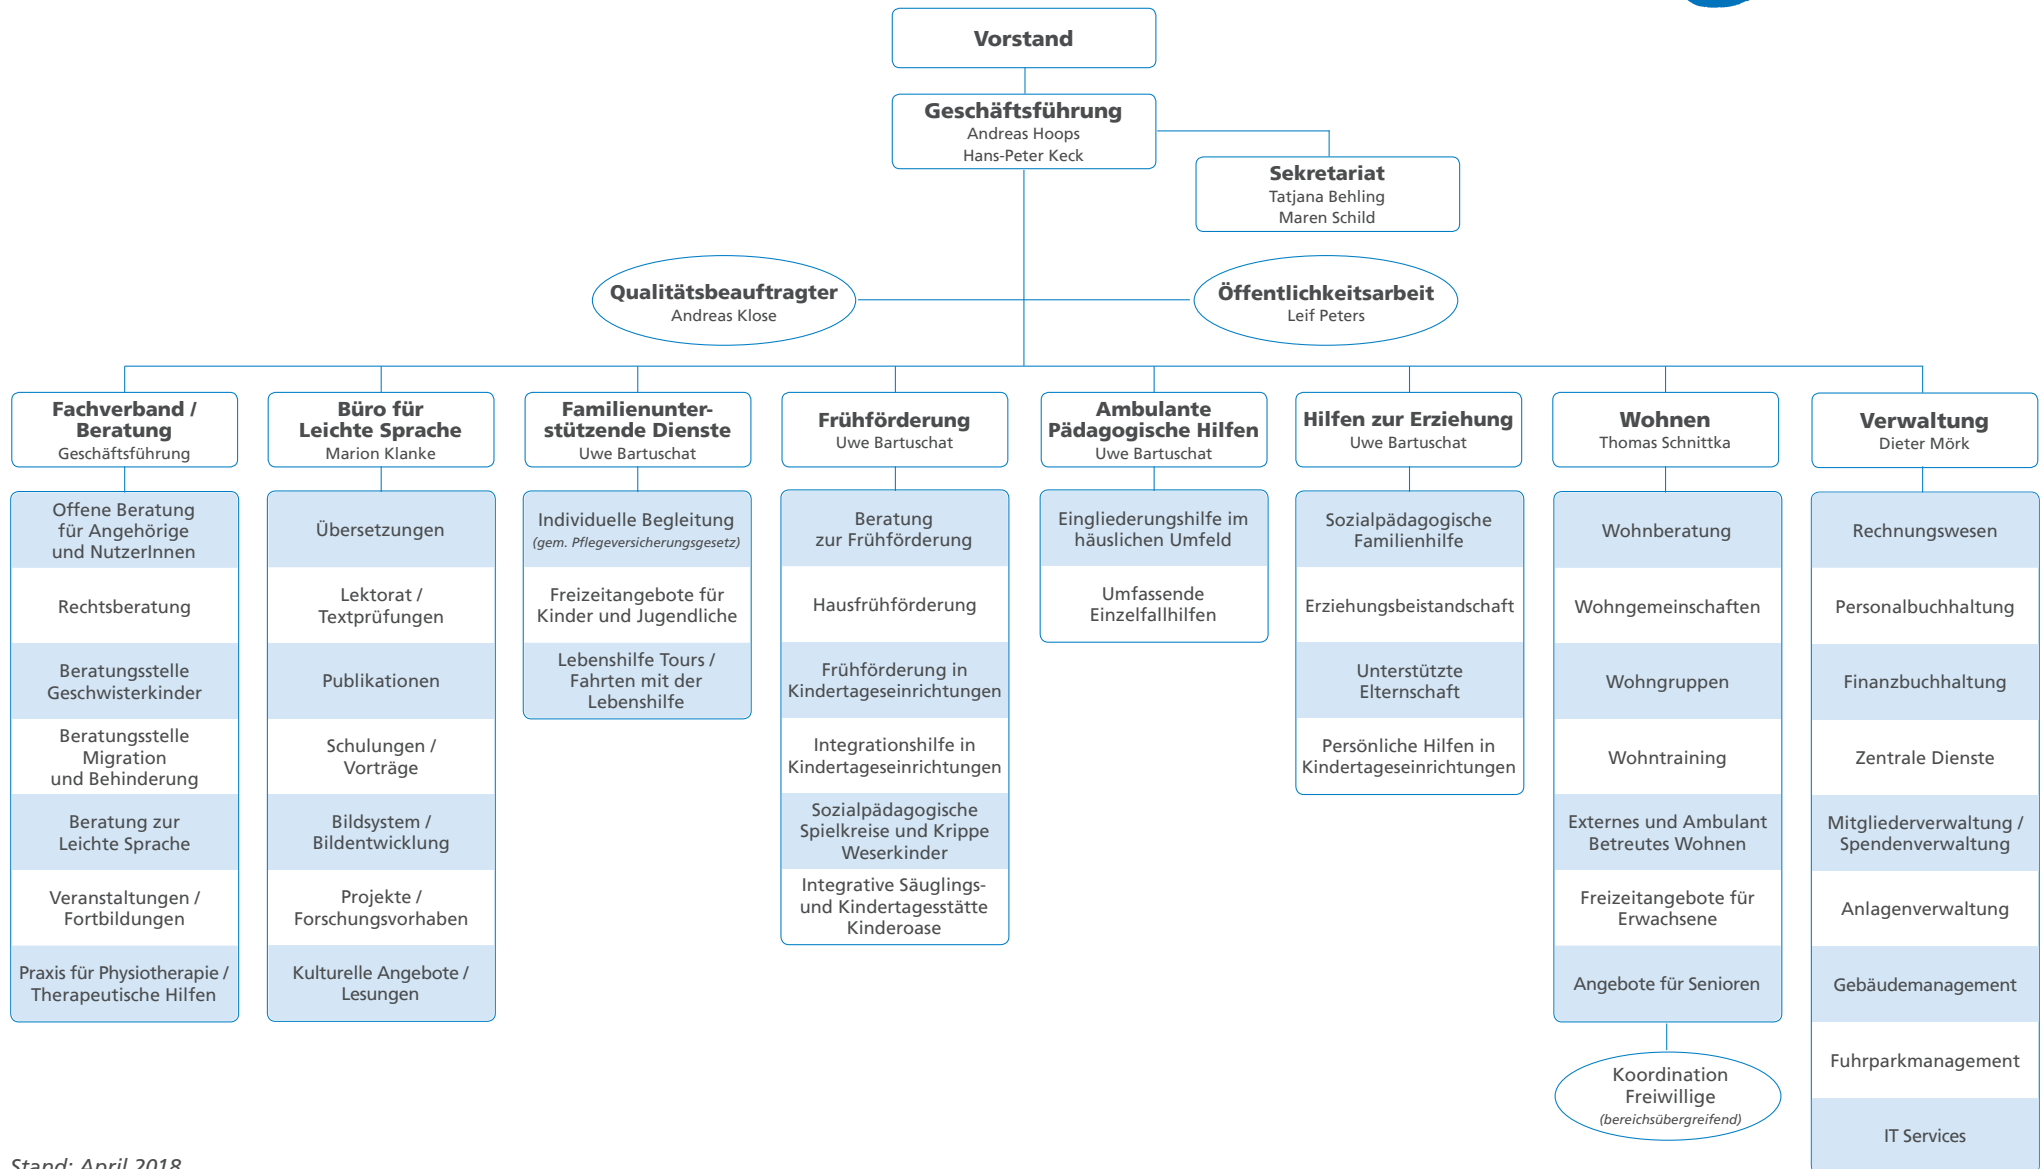 Vorstand
Geschäftsführung
Andreas Hoops
Hans-Peter Keck
Sekretariat
Tatjana Behling
Maren Schild
Qualitätsbeauftragter
Andreas Klose
Öffentlichkeitsarbeit
Leif Peters
Fachverband /
Beratung
Geschäftsführung
Offene Beratung
für Angehörige
und NutzerInnen
Rechtsberatung
Beratungsstelle
Geschwisterkinder
Beratungsstelle
Migration
und Behinderung
Beratung zur
Leichte Sprache
Veranstaltungen /
Fortbildungen
Praxis für Physiotherapie /
Therapeutische Hilfen
Büro für
Leichte Sprache
Marion Klanke
Übersetzungen
Lektorat /
Textprüfungen
Publikationen
Schulungen /
Vorträge
Bildsystem /
Bildentwicklung
Projekte /
Forschungsvorhaben
Kulturelle Angebote /
Lesungen
Familienunter-
stützende Dienste
Uwe Bartuschat
Individuelle Begleitung
(gem. Pflegeversicherungsgesetz)
Freizeitangebote für
Kinder und Jugendliche
Lebenshilfe Tours /
Fahrten mit der
Lebenshilfe
Frühförderung
Uwe Bartuschat
Beratung
zur Frühförderung
Hausfrühförderung
Frühförderung in
Kindertageseinrichtungen
Integrationshilfe in
Kindertageseinrichtungen
Sozialpädagogische
Spielkreise und Krippe
Weserkinder
Integrative Säuglings-
und Kindertagesstätte
Kinderoase
Ambulante
Pädagogische Hilfen
Uwe Bartuschat
Eingliederungshilfe im
häuslichen Umfeld
Umfassende
Einzelfallhilfen
Hilfen zur Erziehung
Uwe Bartuschat
Sozialpädagogische
Familienhilfe
Erziehungsbeistandschaft
Unterstützte
Elternschaft
Persönliche Hilfen in
Kindertageseinrichtungen
Wohnen
Thomas Schnittka
Wohnberatung
Wohngemeinschaften
Wohngruppen
Wohntraining
Externes und Ambulant
Betreutes Wohnen
Freizeitangebote für
Erwachsene
Angebote für Senioren
Koordination
Freiwillige
(bereichsübergreifend)
Verwaltung
Dieter Mörk
Rechnungswesen
Personalbuchhaltung
Finanzbuchhaltung
Zentrale Dienste
Mitgliederverwaltung /
Spendenverwaltung
Anlagenverwaltung
Gebäudemanagement
Fuhrparkmanagement
IT Services
Stand: April 2018